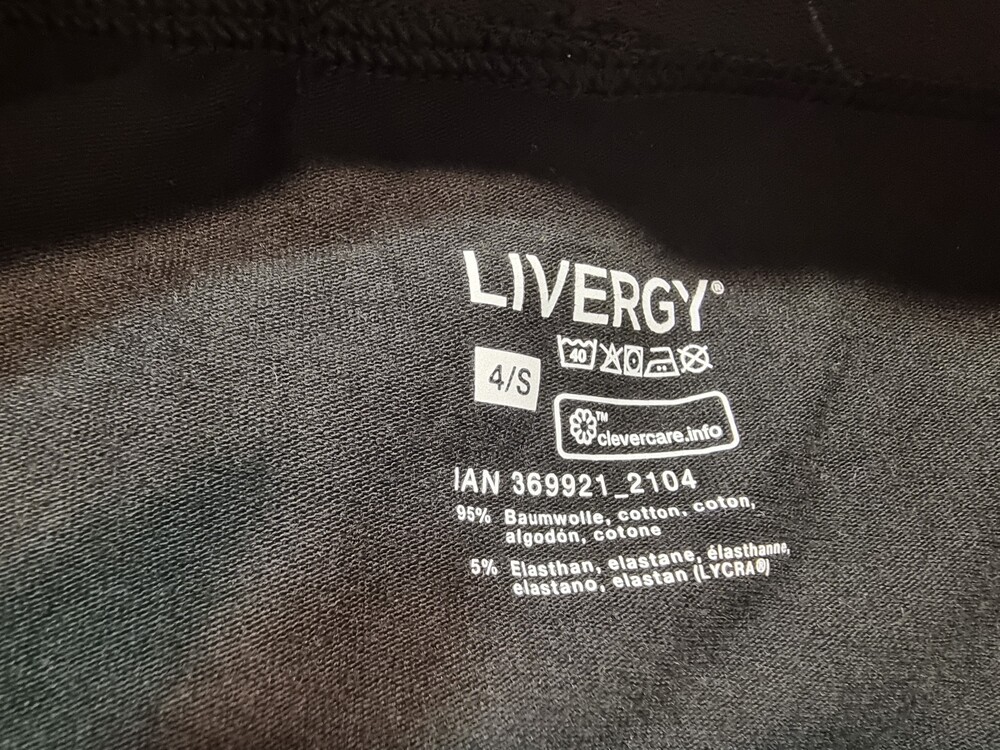 LIVERGY®
40
4/S
™
clevercare.info
IAN 369921_2104
95% Baumwolle, cotton, coton,
algodón, cotone
5% Elasthan, elastane, élasthanne,
elastano, elastan (LYCRA®)